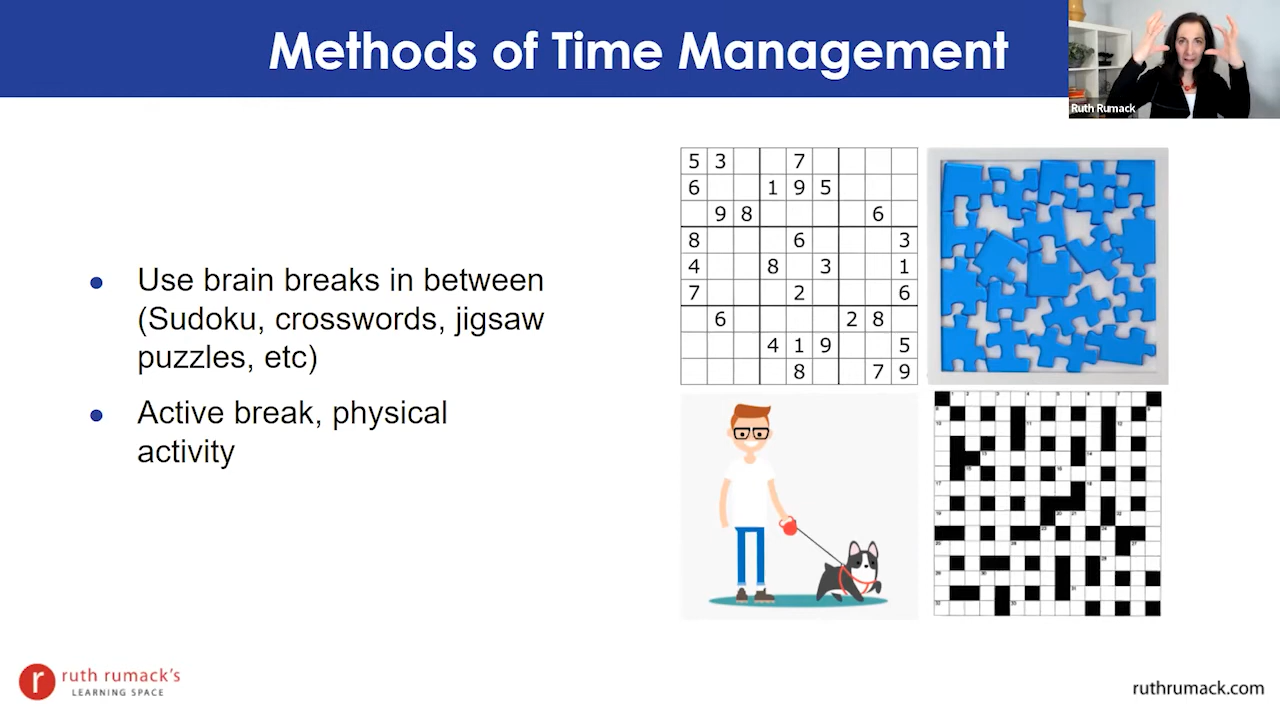 Methods of Time Management
Ruth Rumack
Use brain breaks in between
(Sudoku, crosswords, jigsaw
puzzles, etc)
Active break, physical
activity
5 3 7
6 1 9 5
9 8 6
8 6 3
4 8 3 1
7 2 6
6 2 8
4 1 9 5
8 7 9
r ruth rumack's
LEARNING SPACE
ruthrumack.com